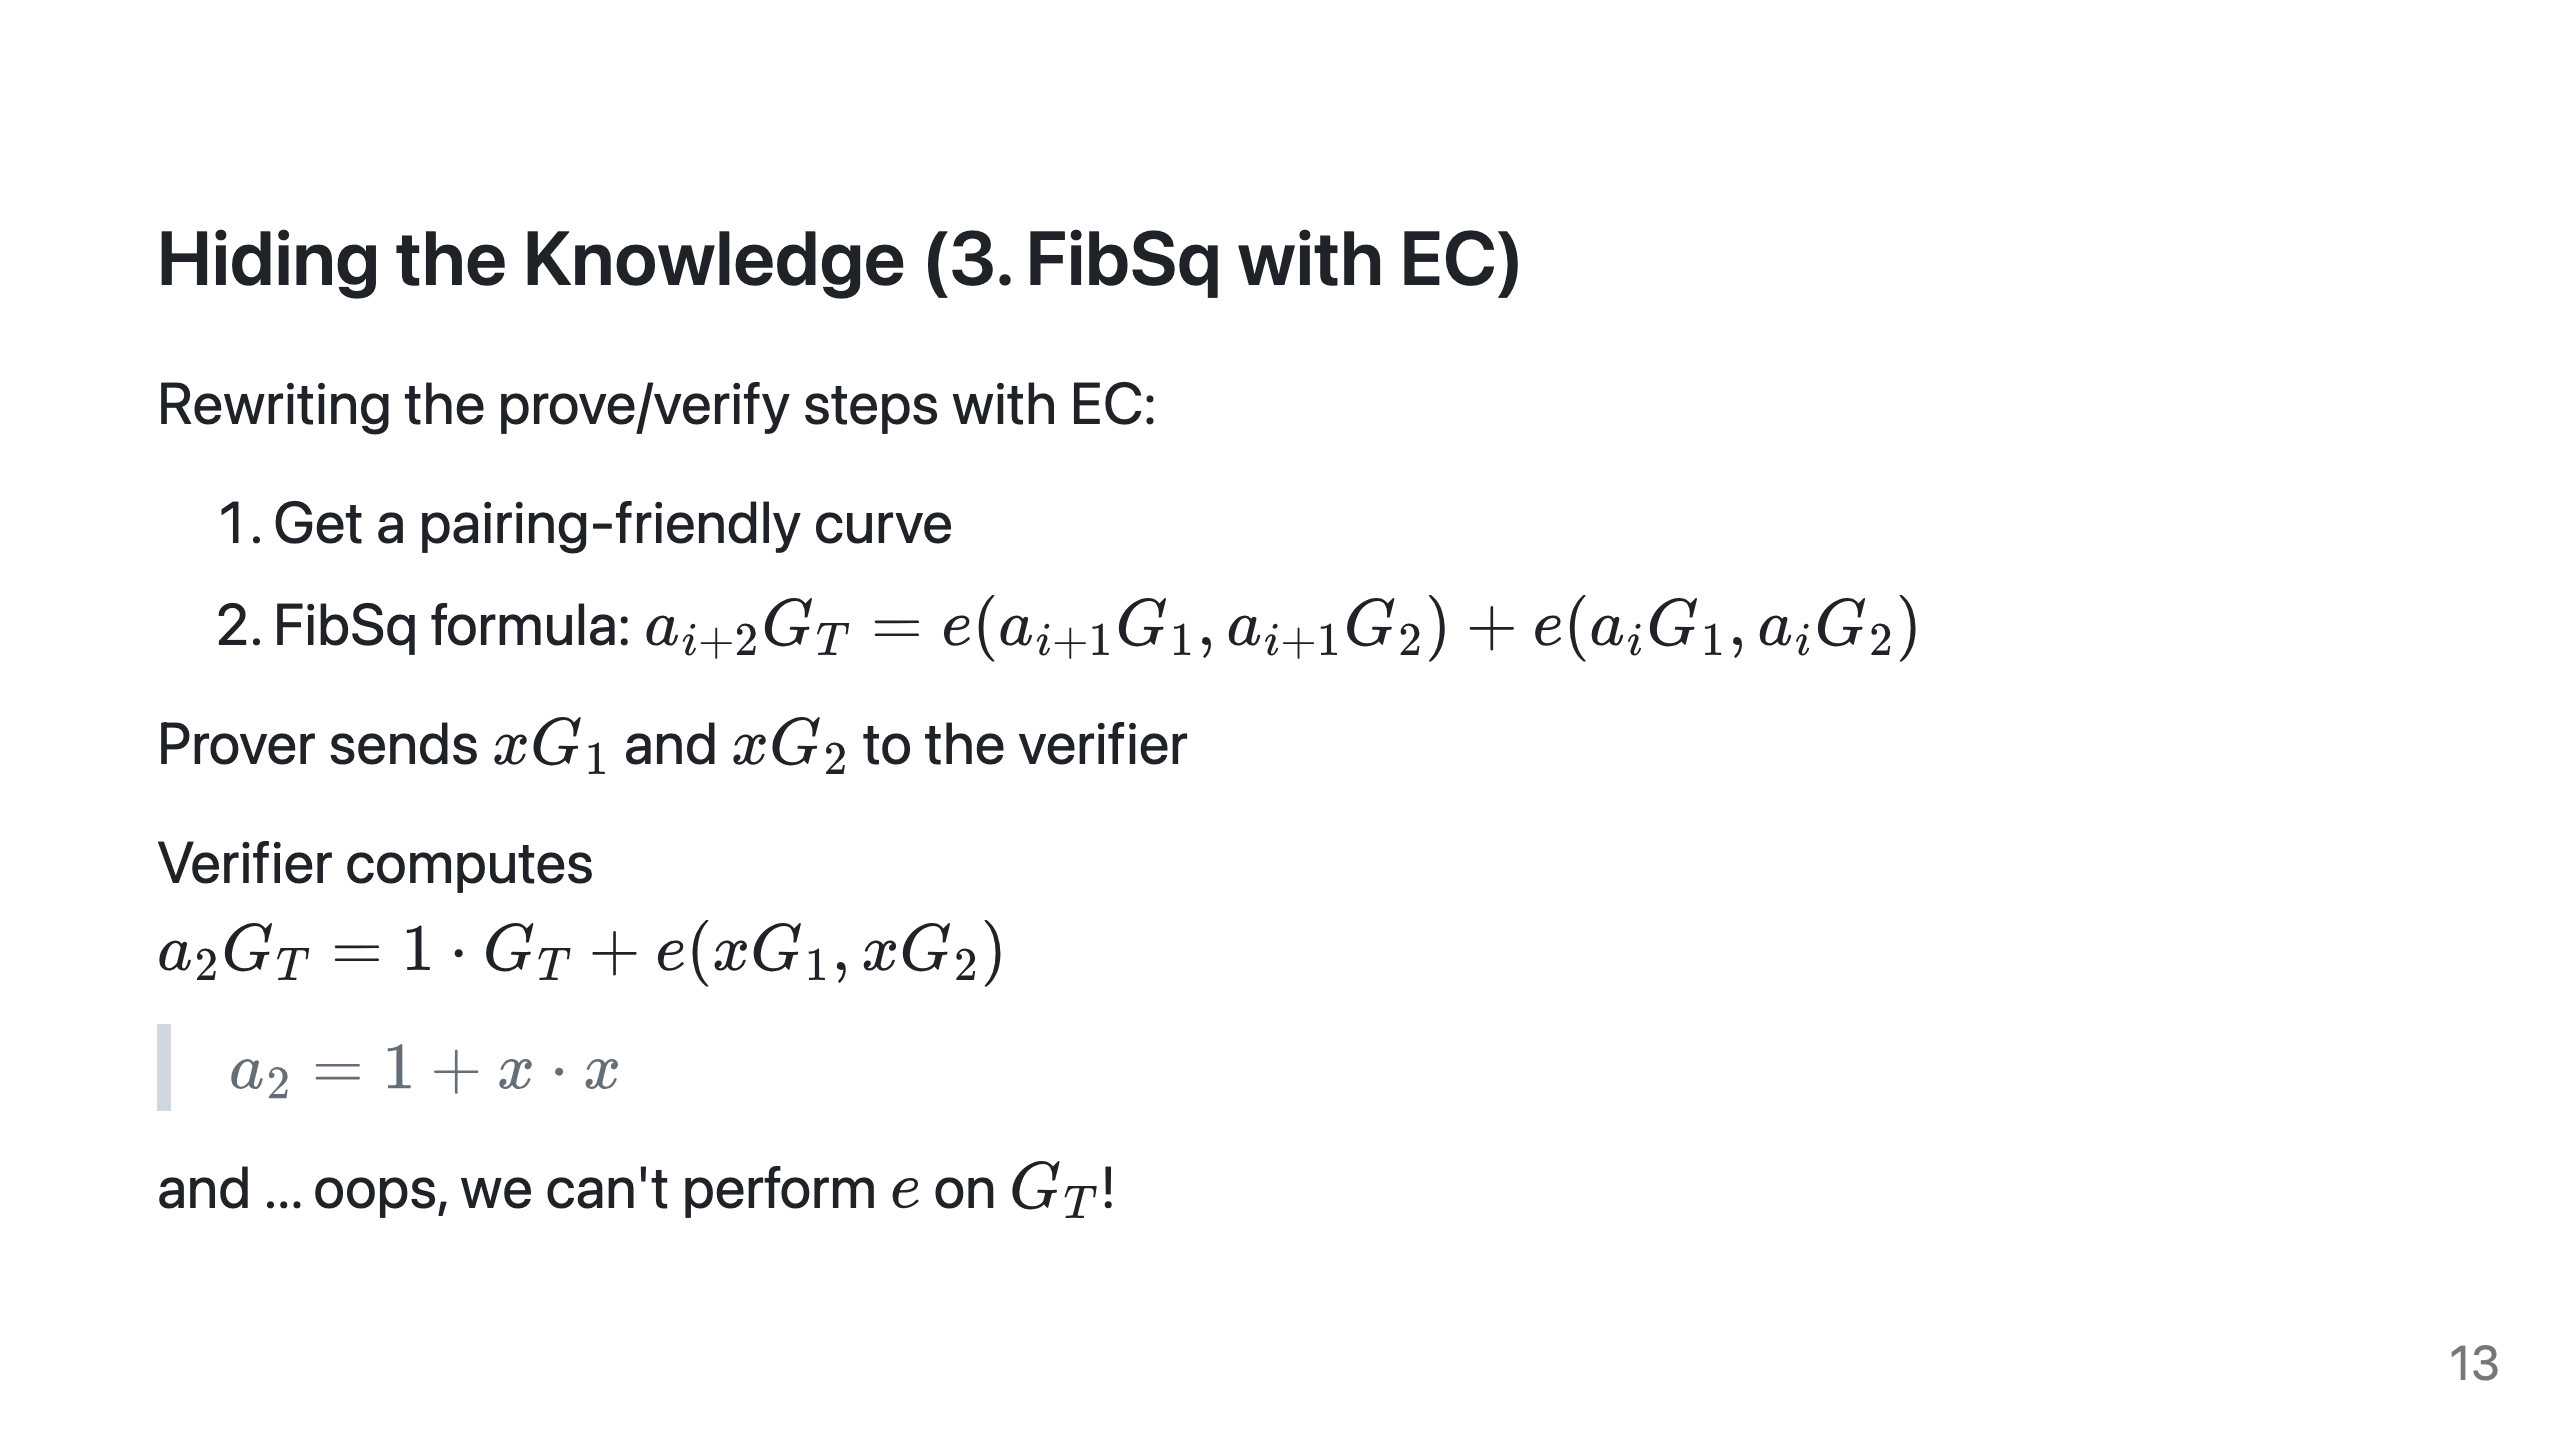 Hiding the Knowledge (3. FibSq with EC)
Rewriting the prove/verify steps with EC:
1. Get a pairing-friendly curve
2. FibSq formula: $a_{i+2}G_T = e(a_{i+1}G_1, a_{i+1}G_2) + e(a_iG_1, a_iG_2)$
Prover sends $xG_1$ and $xG_2$ to the verifier
Verifier computes
$a_2G_T = 1 \cdot G_T + e(xG_1, xG_2)$
$a_2 = 1 + x \cdot x$
and ... oops, we can't perform $e$ on $G_T$!
13